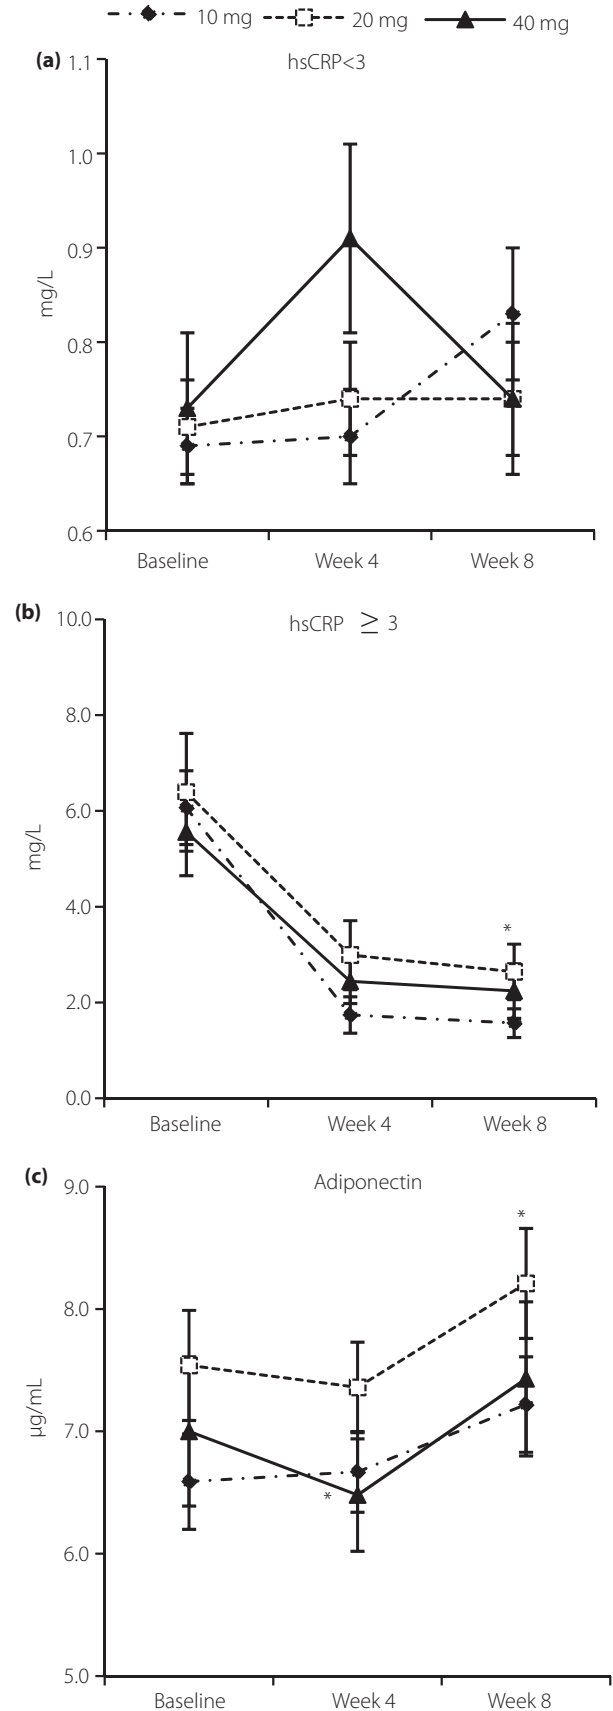 10 mg 20 mg 40 mg
(a) 1.1 hsCRP<3
1.0
0.9
mg/L
0.8
0.7
0.6
Baseline Week 4 Week 8
(b) 10.0 hsCRP ≥ 3
8.0
6.0
mg/L
4.0
*
2.0
0.0
Baseline Week 4 Week 8
(c) 9.0 Adiponectin
*
8.0
µg/mL
7.0
*
6.0
5.0
Baseline Week 4 Week 8